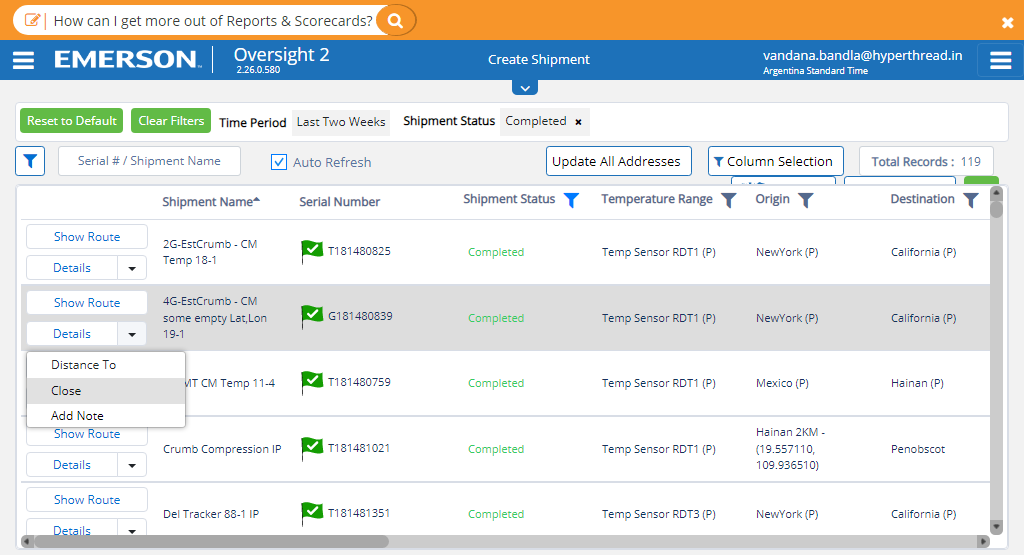 How can I get more out of Reports & Scorecards?
EMERSON
Oversight 2
2.26.0.580
Create Shipment
vandana.bandla@hyperthread.in
Argentina Standard Time
Reset to Default
Clear Filters
Time Period
Last Two Weeks
Shipment Status
Completed ×
Serial # / Shipment Name
Auto Refresh
Update All Addresses
Column Selection
Total Records : 119
Shipment Name
Serial Number
Shipment Status
Temperature Range
Origin
Destination
Show Route
Details
2G-EstCrumb - CM
Temp 18-1
T181480825
Completed
Temp Sensor RDT1 (P)
NewYork (P)
California (P)
Show Route
Details
4G-EstCrumb - CM
some empty Lat,Lon
19-1
G181480839
Completed
Temp Sensor RDT1 (P)
NewYork (P)
California (P)
Distance To
Close
Add Note
MT CM Temp 11-4
T181480759
Completed
Temp Sensor RDT1 (P)
Mexico (P)
Hainan (P)
Show Route
Details
Crumb Compression IP
T181481021
Completed
Temp Sensor RDT1 (P)
Hainan 2KM -
(19.557110,
109.936510)
Penobscot
Show Route
Details
Del Tracker 88-1 IP
T181481351
Completed
Temp Sensor RDT3 (P)
NewYork (P)
California (P)